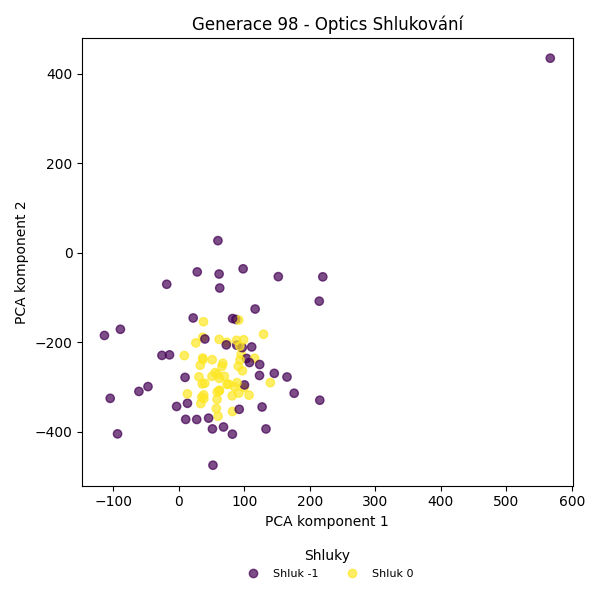 Generace 98 - Optics Shlukování
PCA komponent 2
400
200
0
−200
−400
−100
0
100
200
300
400
500
600
PCA komponent 1
Shluky
Shluk -1
Shluk 0